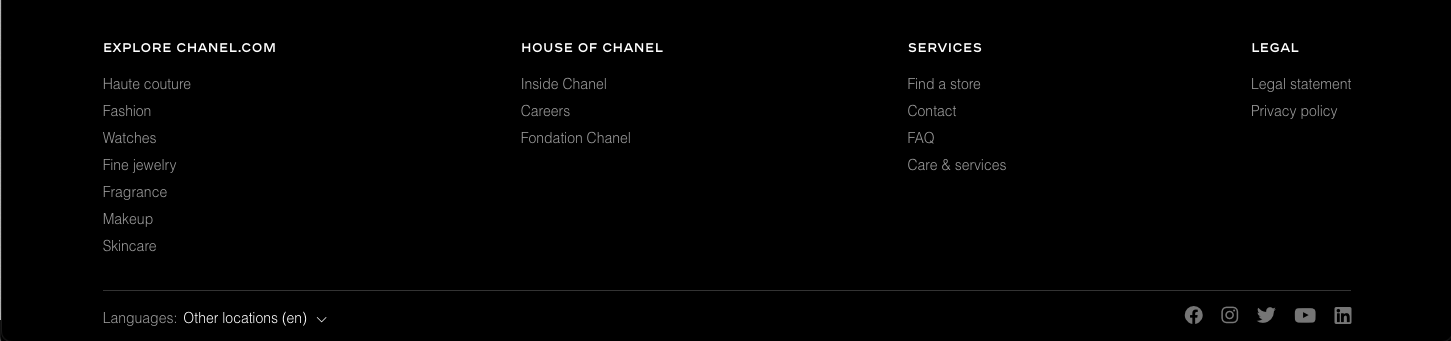 EXPLORE CHANEL.COM
Haute couture
Fashion
Watches
Fine jewelry
Fragrance
Makeup
Skincare
HOUSE OF CHANEL
Inside Chanel
Careers
Fondation Chanel
SERVICES
Find a store
Contact
FAQ
Care & services
LEGAL
Legal statement
Privacy policy
Languages: Other locations (en)